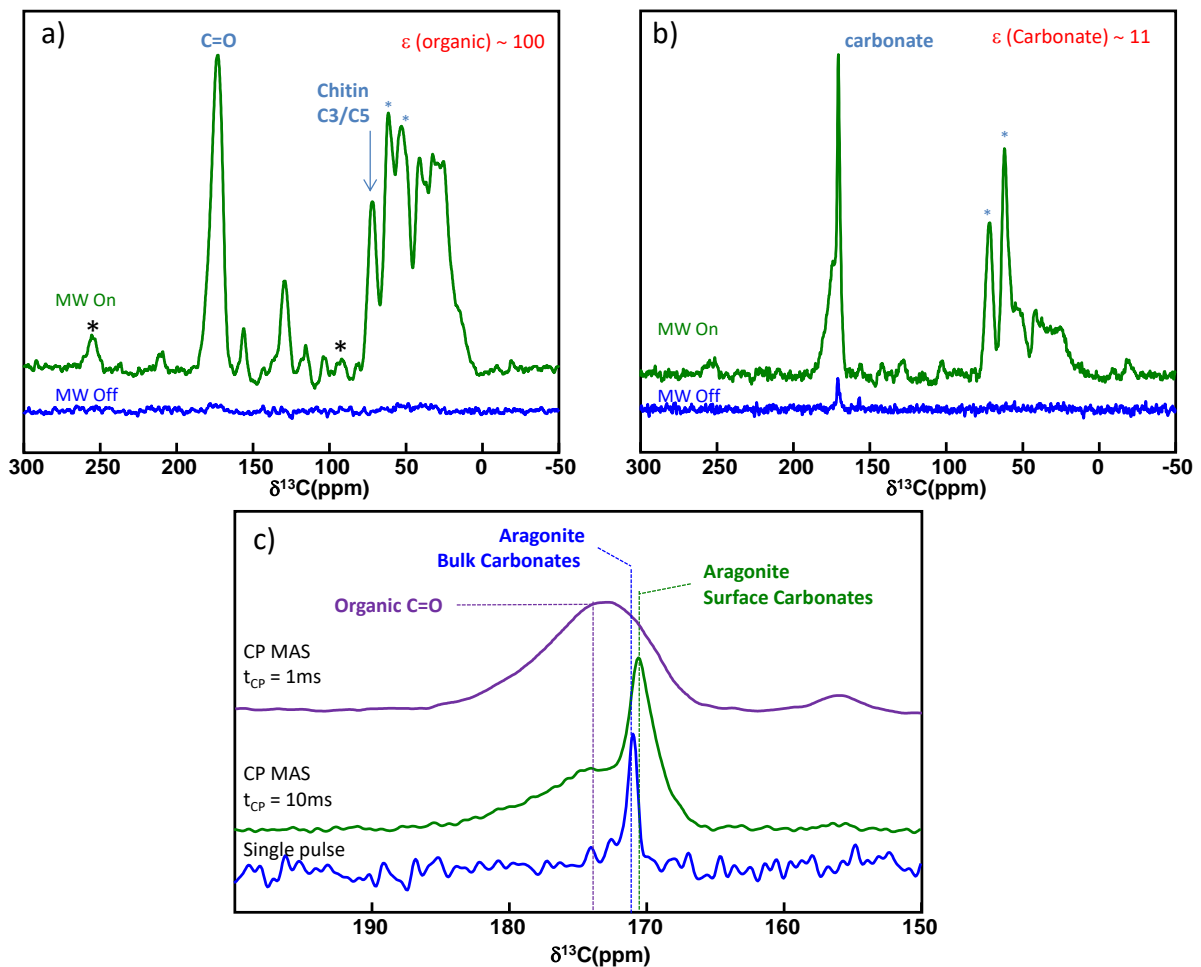 a)
C=O
ε (organic) ~ 100
Chitin
C3/C5
*
*
MW On
*
*
MW Off
300 250 200 150 100 50 0 -50
δ¹³C(ppm)
b)
carbonate
ε (Carbonate) ~ 11
*
*
MW On
MW Off
300 250 200 150 100 50 0 -50
δ¹³C(ppm)
c)
Aragonite
Bulk Carbonates
Aragonite
Surface Carbonates
Organic C=O
CP MAS
t_CP = 1ms
CP MAS
t_CP = 10ms
Single pulse
190 180 170 160 150
δ¹³C(ppm)